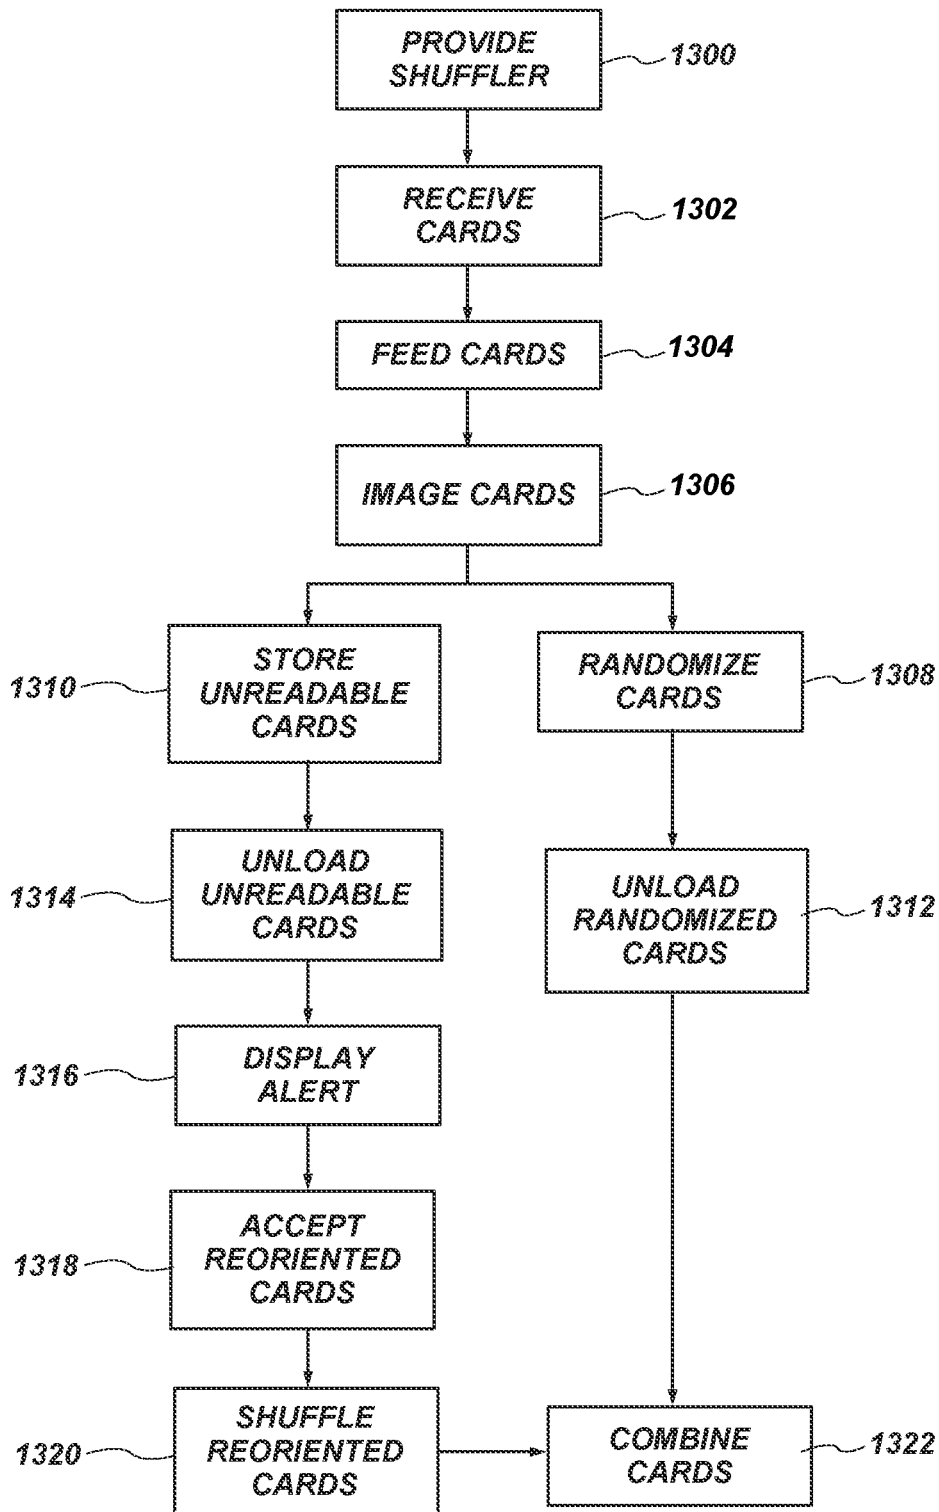 PROVIDE
SHUFFLER
1300
RECEIVE
CARDS
1302
FEED CARDS
1304
IMAGE CARDS
1306
STORE
UNREADABLE
CARDS
1310
RANDOMIZE
CARDS
1308
UNLOAD
UNREADABLE
CARDS
1314
UNLOAD
RANDOMIZED
CARDS
1312
DISPLAY
ALERT
1316
ACCEPT
REORIENTED
CARDS
1318
SHUFFLE
REORIENTED
CARDS
1320
COMBINE
CARDS
1322